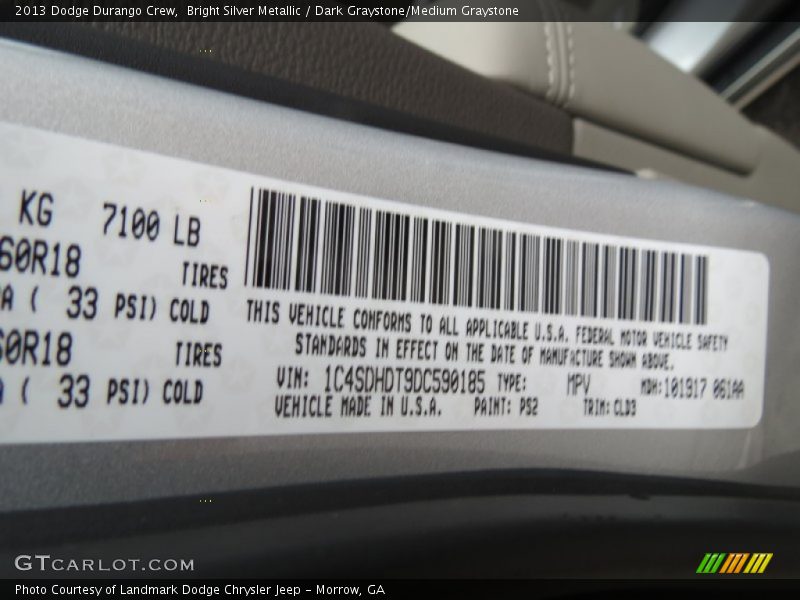 2013 Dodge Durango Crew,  Bright Silver Metallic / Dark Graystone/Medium Graystone
KG 7100 LB
60R18 TIRES
A ( 33 PSI) COLD
60R18 TIRES
( 33 PSI) COLD
THIS VEHICLE CONFORMS TO ALL APPLICABLE U.S.A. FEDERAL MOTOR VEHICLE SAFETY
STANDARDS IN EFFECT ON THE DATE OF MANUFACTURE SHOWN ABOVE.
VIN: 1C4SDHDT9DC590185 TYPE: MPV MDH:101917 061AA
VEHICLE MADE IN U.S.A. PAINT: PS2 TRIM:CLD3
GTCARLOT.COM
Photo Courtesy of Landmark Dodge Chrysler Jeep - Morrow, GA